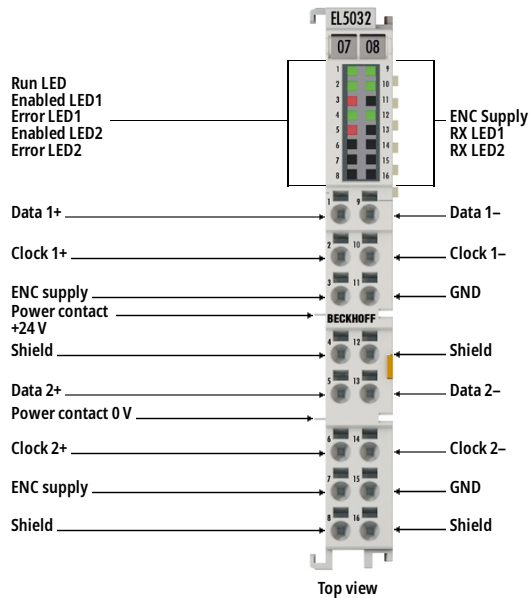 EL5032
07 08
1 9
2 10
3 11
4 12
5 13
6 14
7 15
8 16
Run LED
Enabled LED1
Error LED1
Enabled LED2
Error LED2
ENC Supply
RX LED1
RX LED2
1 9
Data 1+
Data 1–
2 10
Clock 1+
Clock 1–
3 11
ENC supply
GND
Power contact
+24 V
BECKHOFF
4 12
Shield
Shield
5 13
Data 2+
Data 2–
Power contact 0 V
6 14
Clock 2+
Clock 2–
7 15
ENC supply
GND
8 16
Shield
Shield
Top view